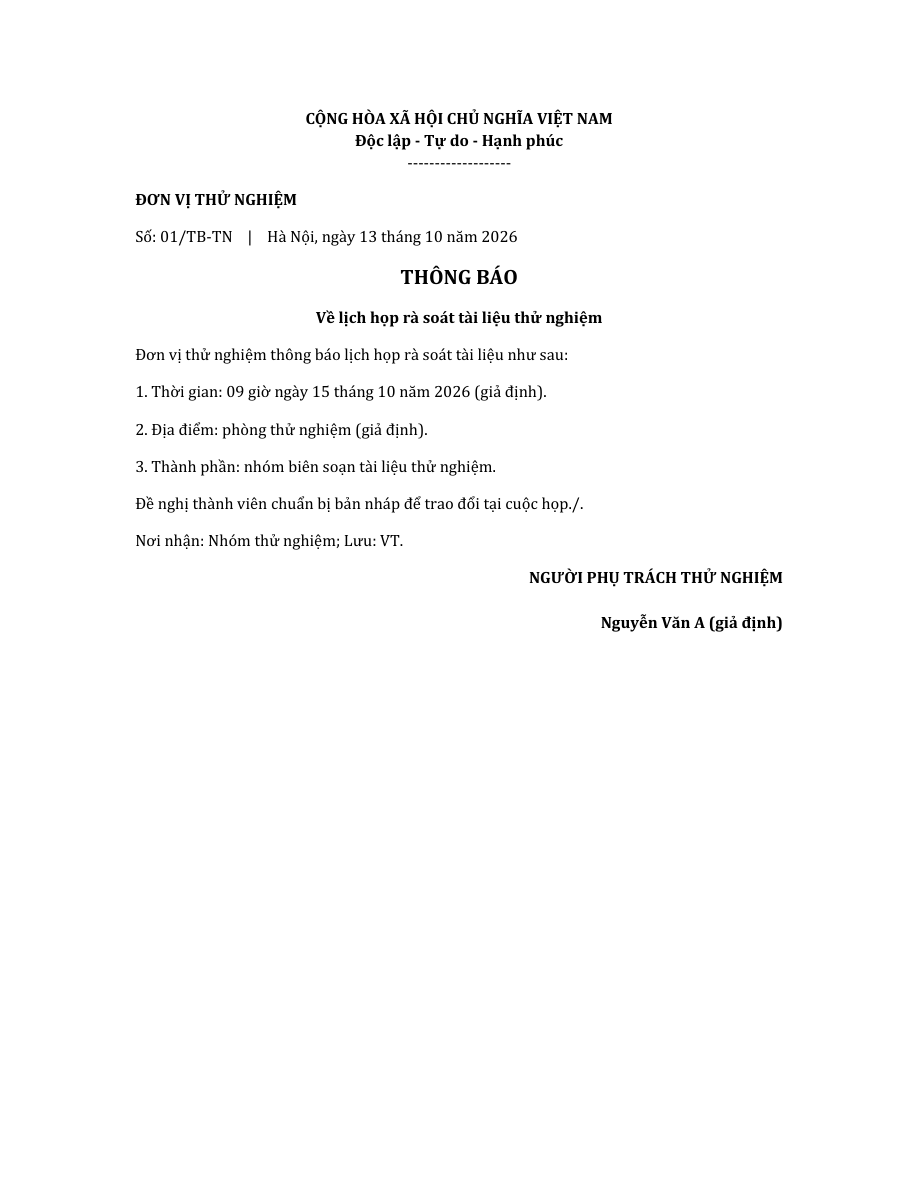 CỘNG HÒA XÃ HỘI CHỦ NGHĨA VIỆT NAM
Độc lập - Tự do - Hạnh phúc
-------------------
ĐƠN VỊ THỬ NGHIỆM
Số: 01/TB-TN | Hà Nội, ngày 13 tháng 10 năm 2026
THÔNG BÁO
Về lịch họp rà soát tài liệu thử nghiệm
Đơn vị thử nghiệm thông báo lịch họp rà soát tài liệu như sau:
1. Thời gian: 09 giờ ngày 15 tháng 10 năm 2026 (giả định).
2. Địa điểm: phòng thử nghiệm (giả định).
3. Thành phần: nhóm biên soạn tài liệu thử nghiệm.
Đề nghị thành viên chuẩn bị bản nháp để trao đổi tại cuộc họp./.
Nơi nhận: Nhóm thử nghiệm; Lưu: VT.
NGƯỜI PHỤ TRÁCH THỬ NGHIỆM
Nguyễn Văn A (giả định)